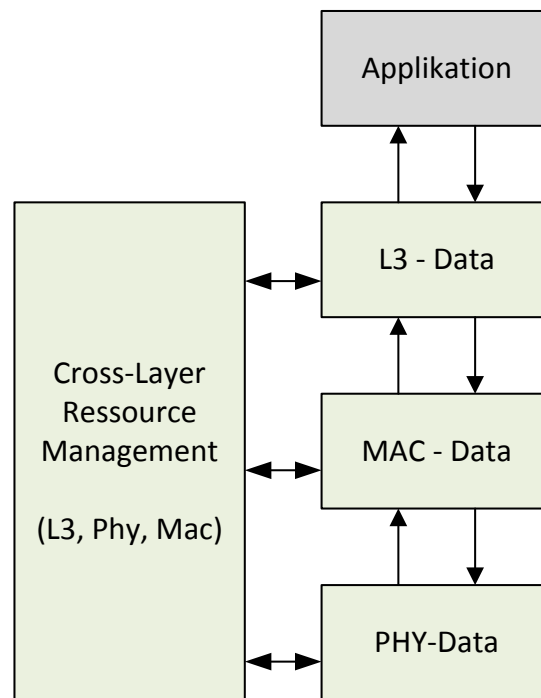 Applikation
L3 - Data
Cross-Layer
Ressource
Management
(L3, Phy, Mac)
MAC - Data
PHY-Data